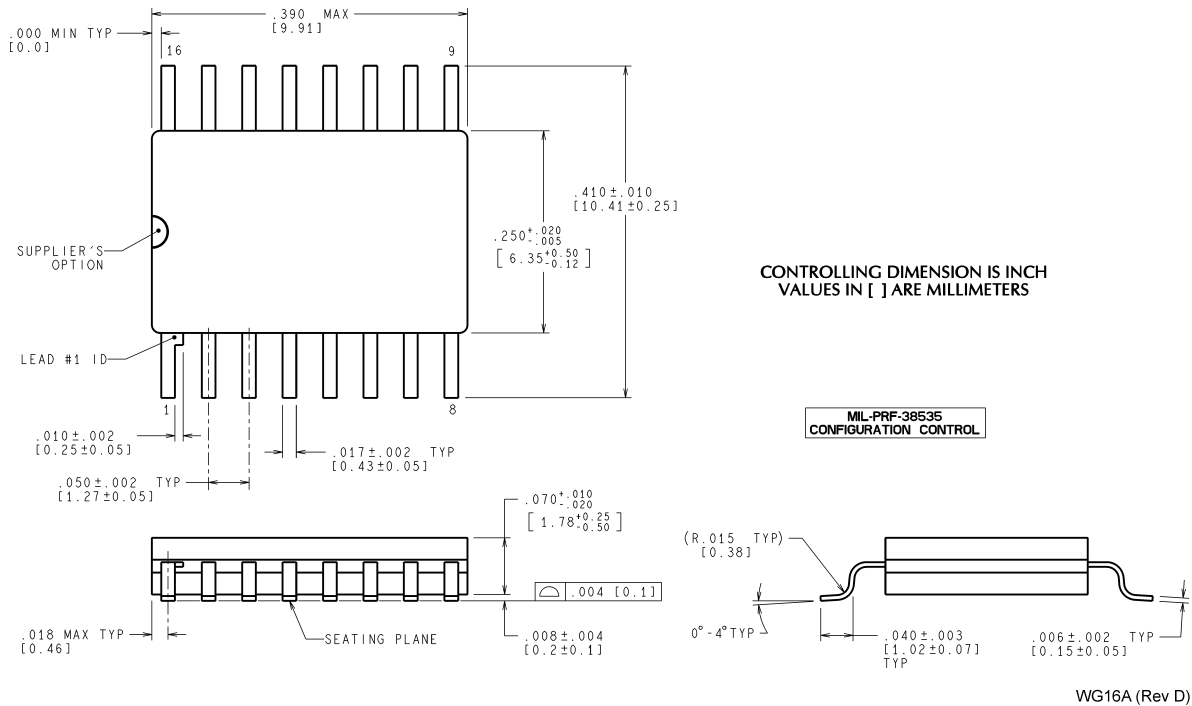 .390 MAX
[9.91]
.000 MIN TYP
[0.0]
16
9
.410±.010
[10.41±0.25]
.250+.020
-.005
[ 6.35+0.50
-0.12 ]
SUPPLIER'S
OPTION
CONTROLLING DIMENSION IS INCH
VALUES IN [ ] ARE MILLIMETERS
LEAD #1 ID
1
8
MIL-PRF-38535
CONFIGURATION CONTROL
.010±.002
[0.25±0.05]
.017±.002 TYP
[0.43±0.05]
.050±.002 TYP
[1.27±0.05]
.070+.010
-.020
[ 1.78+0.25
-0.50 ]
(R.015 TYP)
[0.38]
.004 [0.1]
.018 MAX TYP
[0.46]
SEATING PLANE
.008±.004
[0.2±0.1]
0°-4°TYP
.040±.003
[1.02±0.07]
TYP
.006±.002 TYP
[0.15±0.05]
WG16A (Rev D)